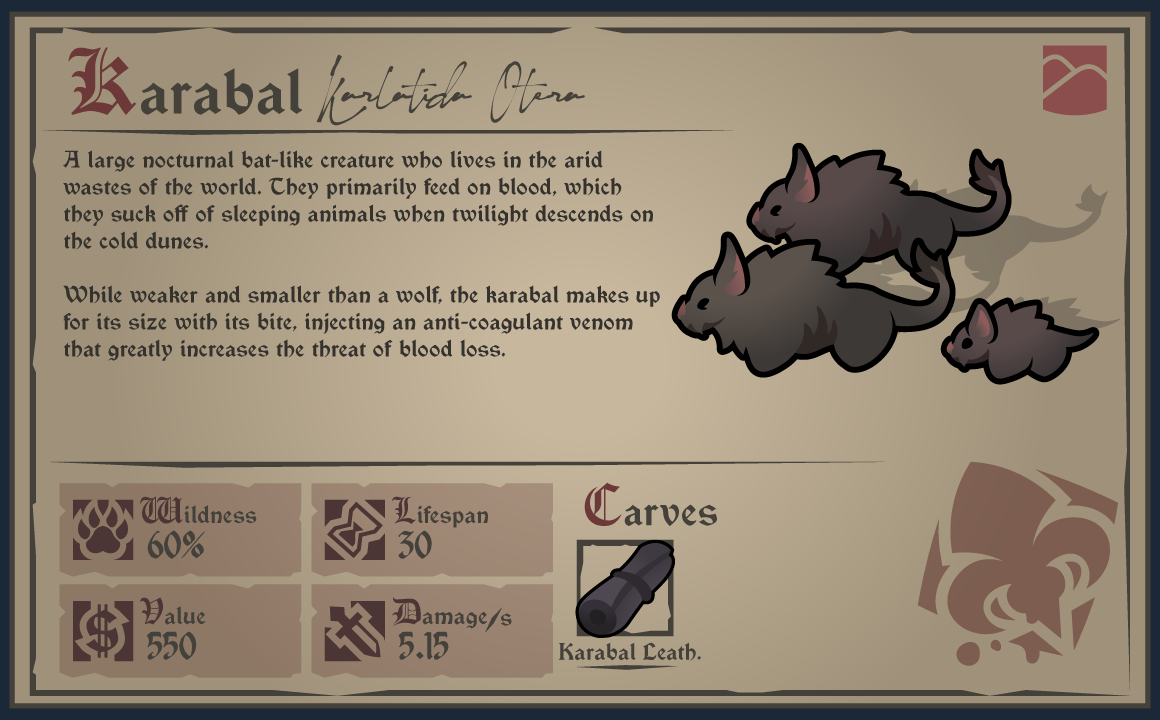 Karabal Karlatida Otera
A large nocturnal bat-like creature who lives in the arid
wastes of the world. They primarily feed on blood, which
they suck off of sleeping animals when twilight descends on
the cold dunes.
While weaker and smaller than a wolf, the karabal makes up
for its size with its bite, injecting an anti-coagulant venom
that greatly increases the threat of blood loss.
Wildness
60%
Lifespan
30
Value
550
Damage/s
5.15
Carves
Karabal Leath.